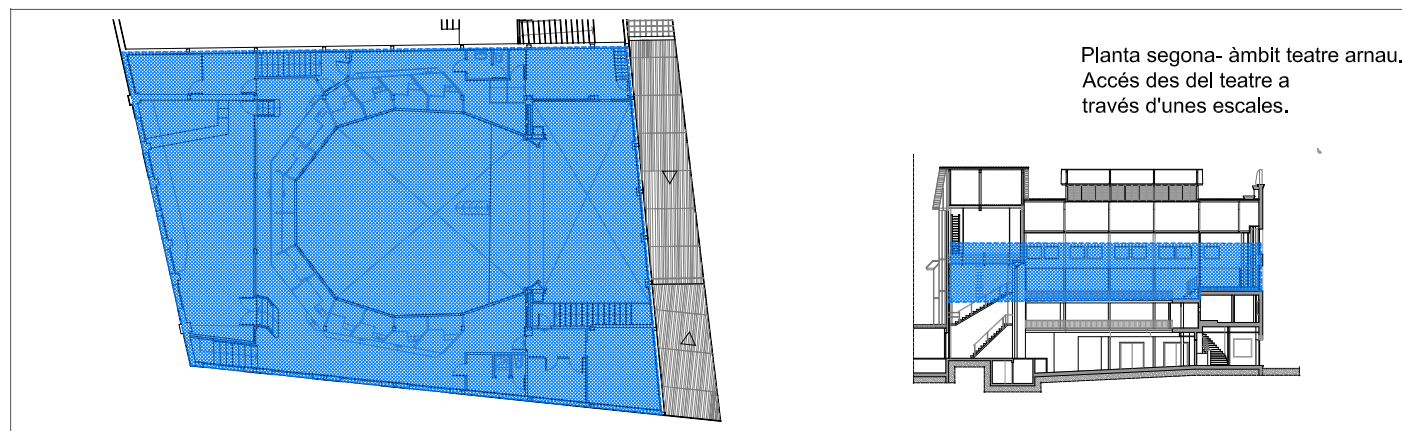 Planta segona- àmbit teatre arnau.
Accés des del teatre a
través d'unes escales.